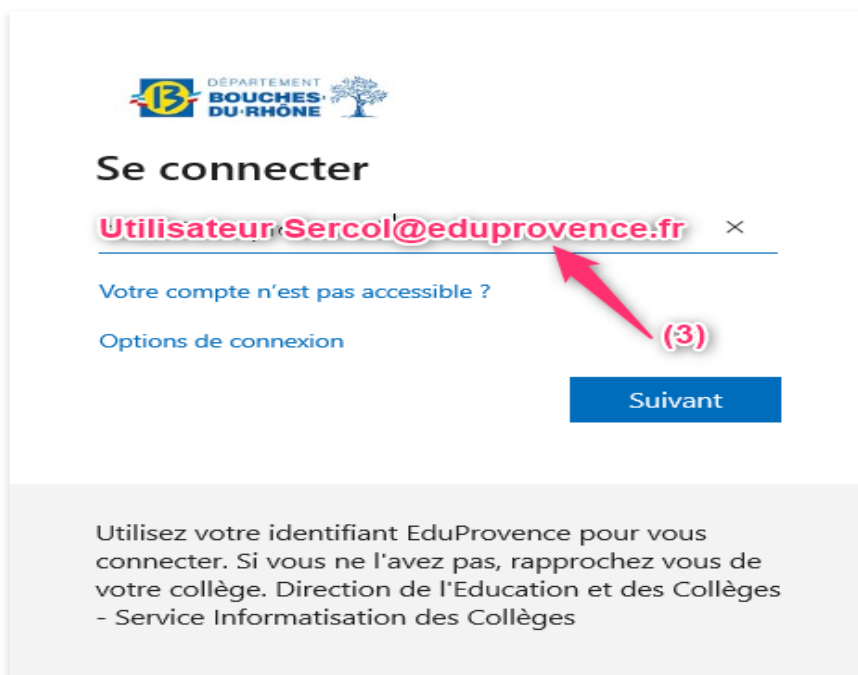 DÉPARTEMENT
BOUCHES·
DU·RHÔNE
Se connecter
Utilisateur Sercol@eduprovence.fr
Votre compte n'est pas accessible ?
Options de connexion
(3)
Suivant
Utilisez votre identifiant EduProvence pour vous
connecter. Si vous ne l'avez pas, rapprochez vous de
votre collège. Direction de l'Education et des Collèges
- Service Informatisation des Collèges